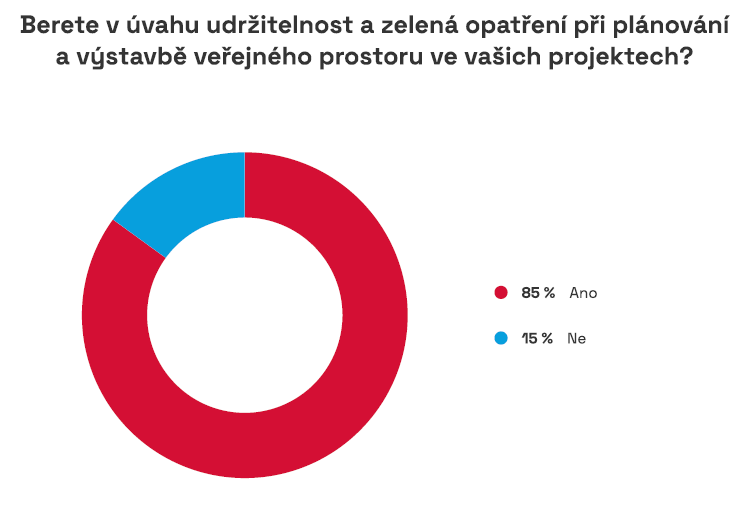 Berete v úvahu udržitelnost a zelená opatření při plánování
a výstavbě veřejného prostoru ve vašich projektech?
85 % Ano
15 % Ne